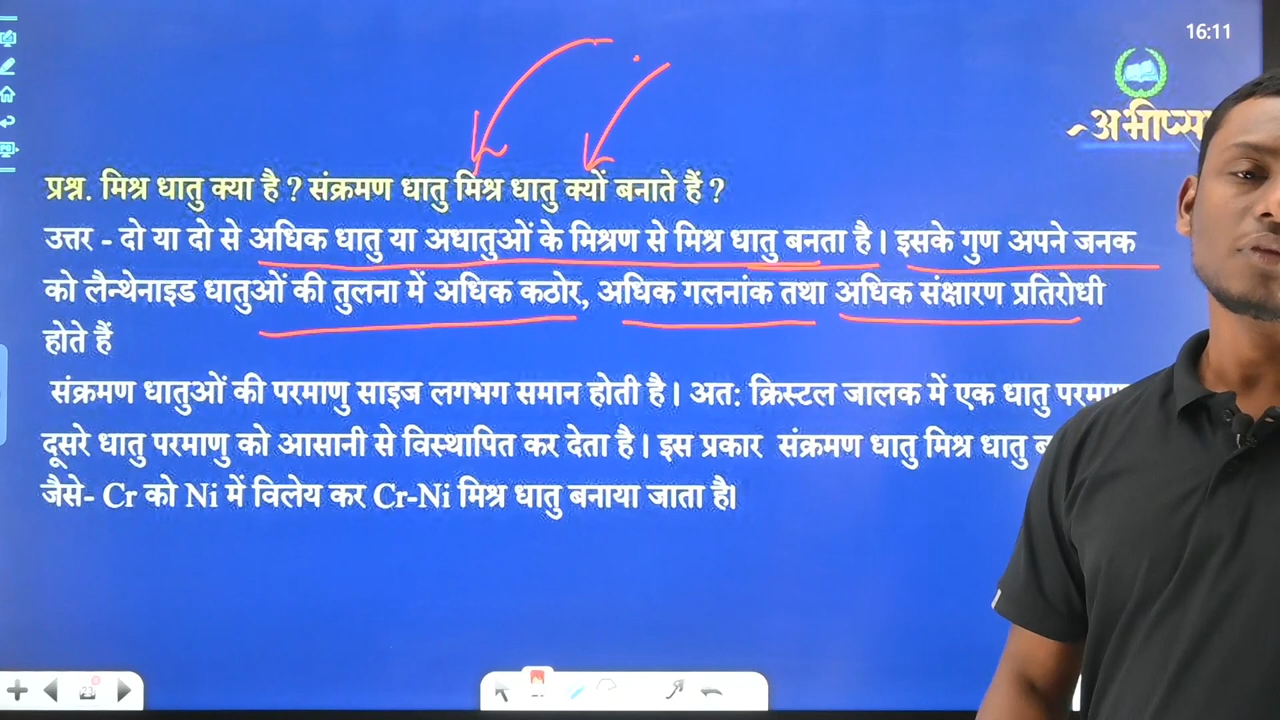 16:11
अभीप्सा
प्रश्न. मिश्र धातु क्या है ? संक्रमण धातु मिश्र धातु क्यों बनाते हैं ?
उत्तर - दो या दो से अधिक धातु या अधातुओं के मिश्रण से मिश्र धातु बनता है। इसके गुण अपने जनक
को लैन्थेनाइड धातुओं की तुलना में अधिक कठोर, अधिक गलनांक तथा अधिक संक्षारण प्रतिरोधी
होते हैं
संक्रमण धातुओं की परमाणु साइज लगभग समान होती है। अत: क्रिस्टल जालक में एक धातु
दूसरे धातु परमाणु को आसानी से विस्थापित कर देता है। इस प्रकार संक्रमण धातु मिश्र धातु
जैसे- Cr को Ni में विलेय कर Cr-Ni मिश्र धातु बनाया जाता है।
23